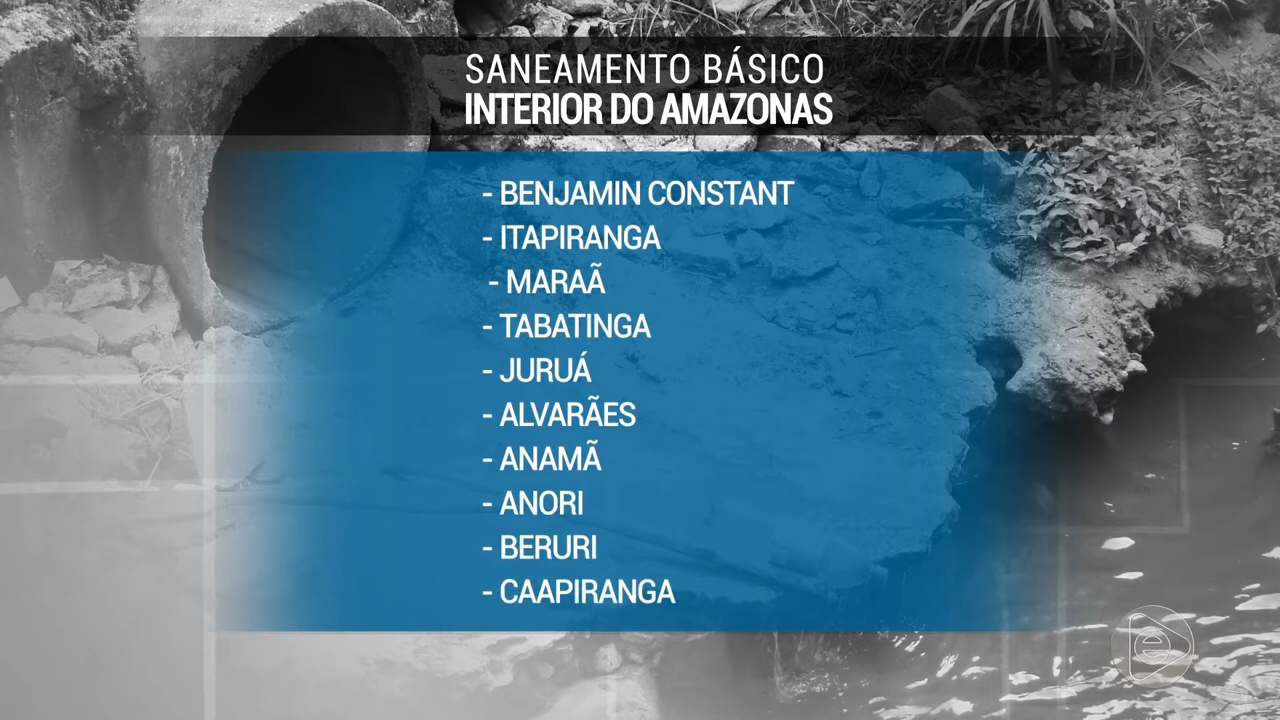 SANEAMENTO BÁSICO
INTERIOR DO AMAZONAS
- BENJAMIN CONSTANT
- ITAPIRANGA
- MARAÃ
- TABATINGA
- JURUÁ
- ALVARÃES
- ANAMÃ
- ANORI
- BERURI
- CAAPIRANGA
e